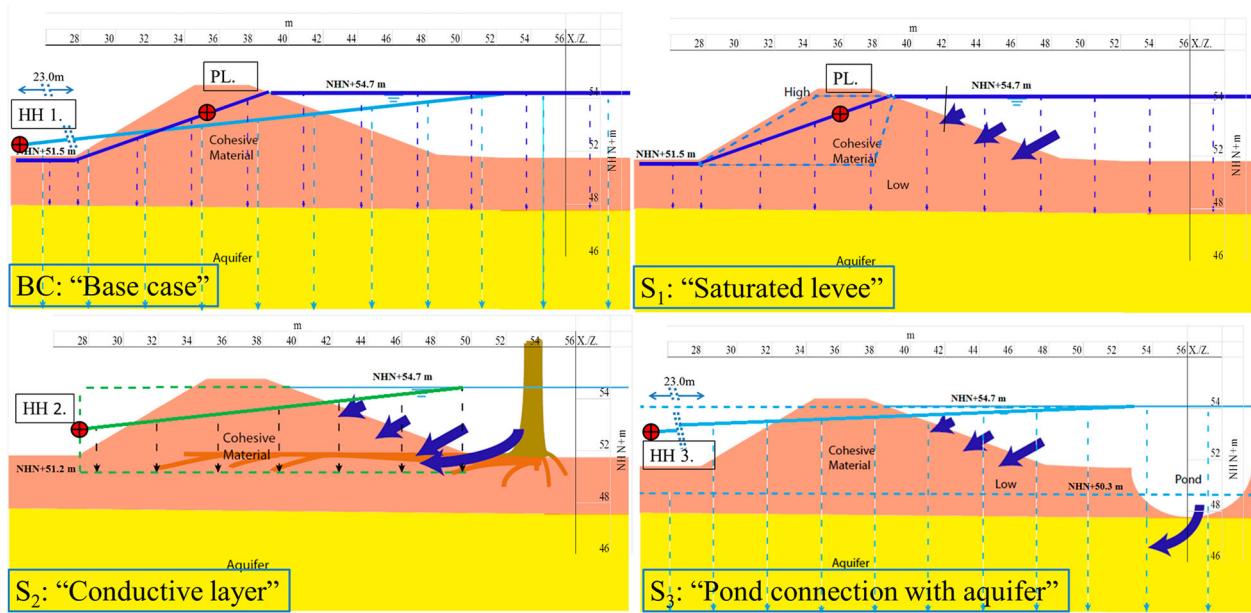 m
28 30 32 34 36 38 40 42 44 46 48 50 52 54 56 X./Z.
23.0m
PL.
NHN+54.7 m
54
HH 1.
Cohesive
Material
52
NHN+m
NHN+51.5 m
48
46
Aquifer
BC: “Base case”
m
28 30 32 34 36 38 40 42 44 46 48 50 52 54 56 X./Z.
PL.
High
NHN+54.7 m
54
Cohesive
Material
52
NHN+m
NHN+51.5 m
Low
48
46
Aquifer
S1: “Saturated levee”
m
28 30 32 34 36 38 40 42 44 46 48 50 52 54 56 X./Z.
NHN+54.7 m
54
HH 2.
Cohesive
Material
52
NHN+m
NHN+51.2 m
48
46
Aquifer
S2: “Conductive layer”
m
28 30 32 34 36 38 40 42 44 46 48 50 52 54 56 X./Z.
23.0m
NHN+54.7 m
54
HH 3.
Cohesive
Material
52
NHN+m
Low
NHN+50.3 m
Pond
48
46
Aquifer
S3: “Pond connection with aquifer”